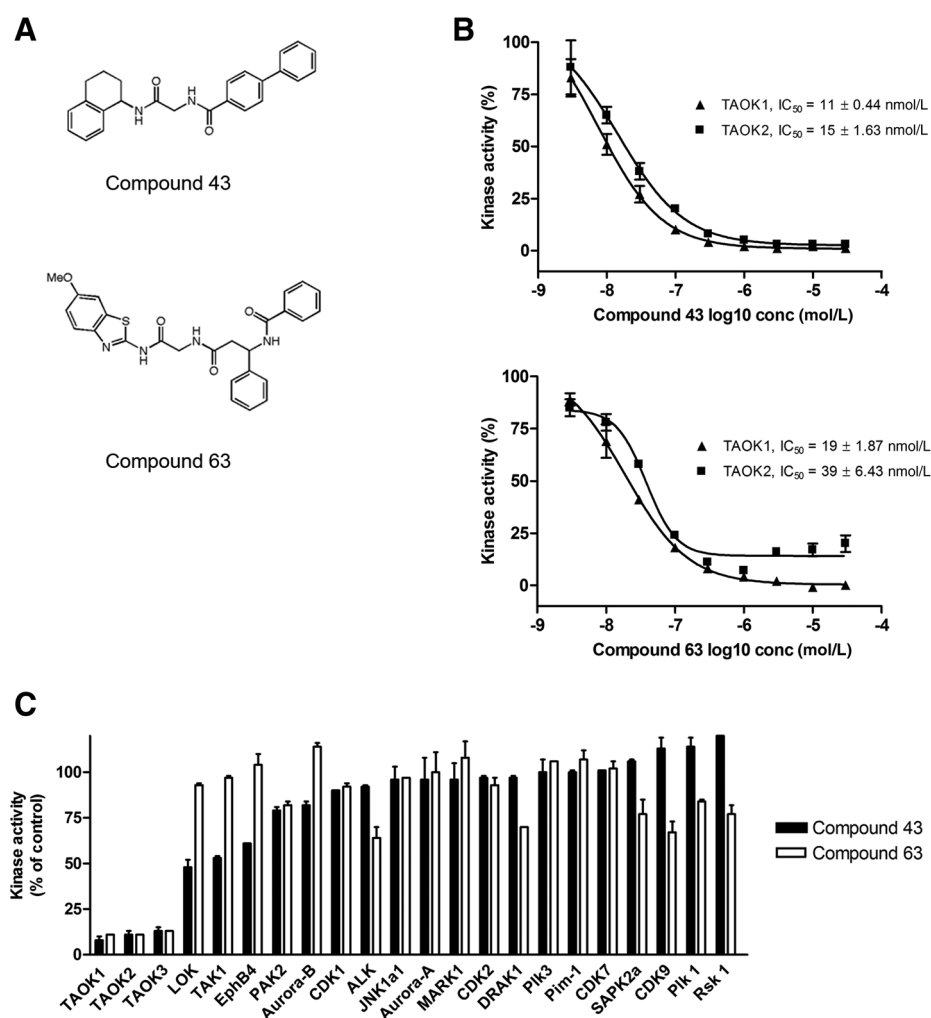 A
O
N
H
H
N
O
Compound 43
MeO
S
N
N
H
O
H
N
O
O
NH
Compound 63
B
Kinase activity (%)
100
75
50
25
0
-9 -8 -7 -6 -5 -4
Compound 43 log10 conc (mol/L)
TAOK1, IC50 = 11 ± 0.44 nmol/L
TAOK2, IC50 = 15 ± 1.63 nmol/L
Kinase activity (%)
100
75
50
25
0
-9 -8 -7 -6 -5 -4
Compound 63 log10 conc (mol/L)
TAOK1, IC50 = 19 ± 1.87 nmol/L
TAOK2, IC50 = 39 ± 6.43 nmol/L
C
Kinase activity
(% of control)
100
75
50
25
0
TAOK1 TAOK2 TAOK3 LOK TAK1 EphB4 PAK2 Aurora-B CDK1 ALK JNK1a1 Aurora-A MARK1 CDK2 DRAK1 Plk3 Pim-1 CDK7 SAPK2a CDK9 Plk 1 Rsk 1
Compound 43
Compound 63